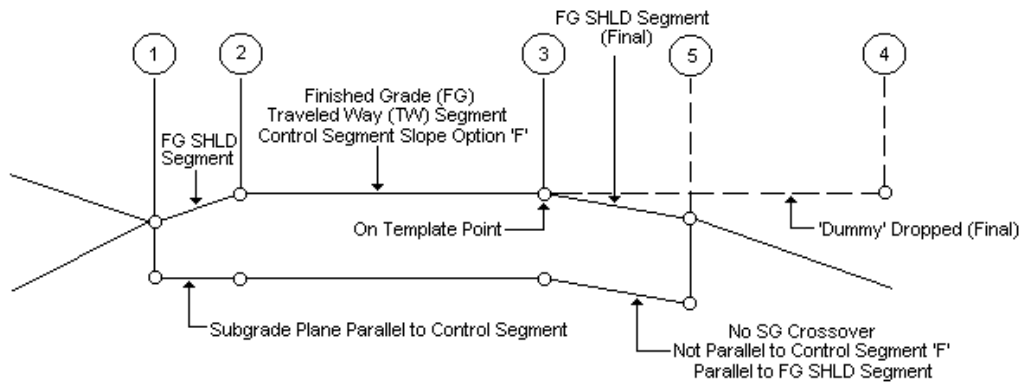 FG SHLD Segment
(Final)
1
2
3
5
4
Finished Grade (FG)
Traveled Way (TW) Segment
Control Segment Slope Option 'F'
FG SHLD
Segment
On Template Point
'Dummy' Dropped (Final)
Subgrade Plane Parallel to Control Segment
No SG Crossover
Not Parallel to Control Segment 'F'
Parallel to FG SHLD Segment